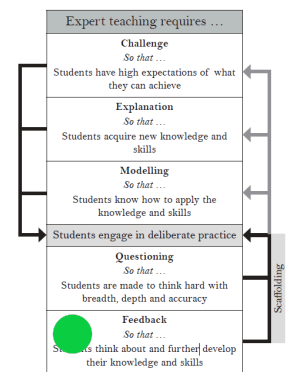 Expert teaching requires ...
Challenge
So that ...
Students have high expectations of what
they can achieve
Explanation
So that ...
Students acquire new knowledge and
skills
Modelling
So that ...
Students know how to apply the
knowledge and skills
Students engage in deliberate practice
Questioning
So that ...
Students are made to think hard with
breadth, depth and accuracy
Feedback
So that ...
think about and further develop
their knowledge and skills
Scaffolding